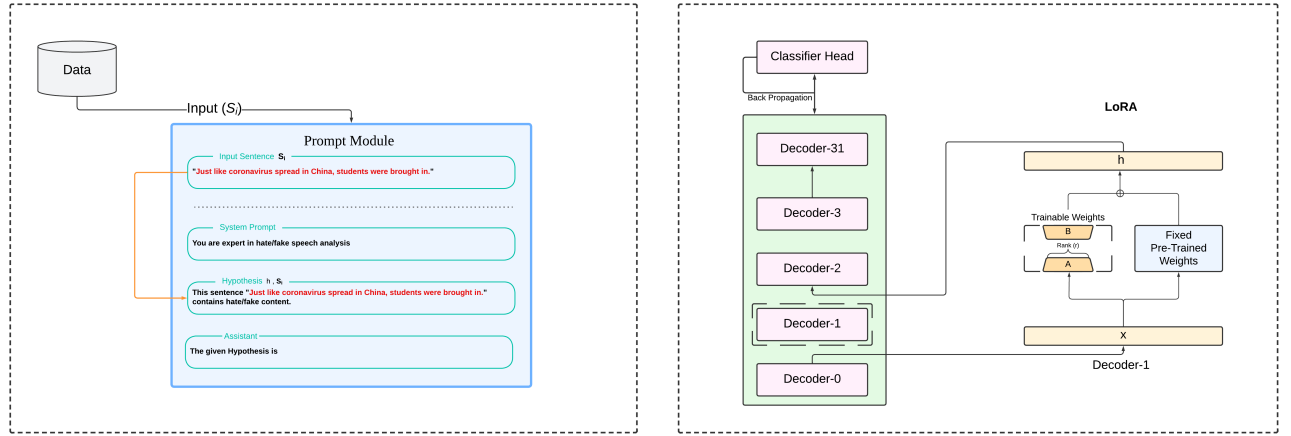 Data
Input (Si)
Prompt Module
Input Sentence Si
"Just like coronavirus spread in China, students were brought in."
System Prompt
You are expert in hate/fake speech analysis
Hypothesis h , Si
This sentence "Just like coronavirus spread in China, students were brought in."
contains hate/fake content.
Assistant
The given Hypothesis is
Classifier Head
Back Propagation
Decoder-31
Decoder-3
Decoder-2
Decoder-1
Decoder-0
LoRA
h
Trainable Weights
B
Rank (r)
A
Fixed
Pre-Trained
Weights
x
Decoder-1